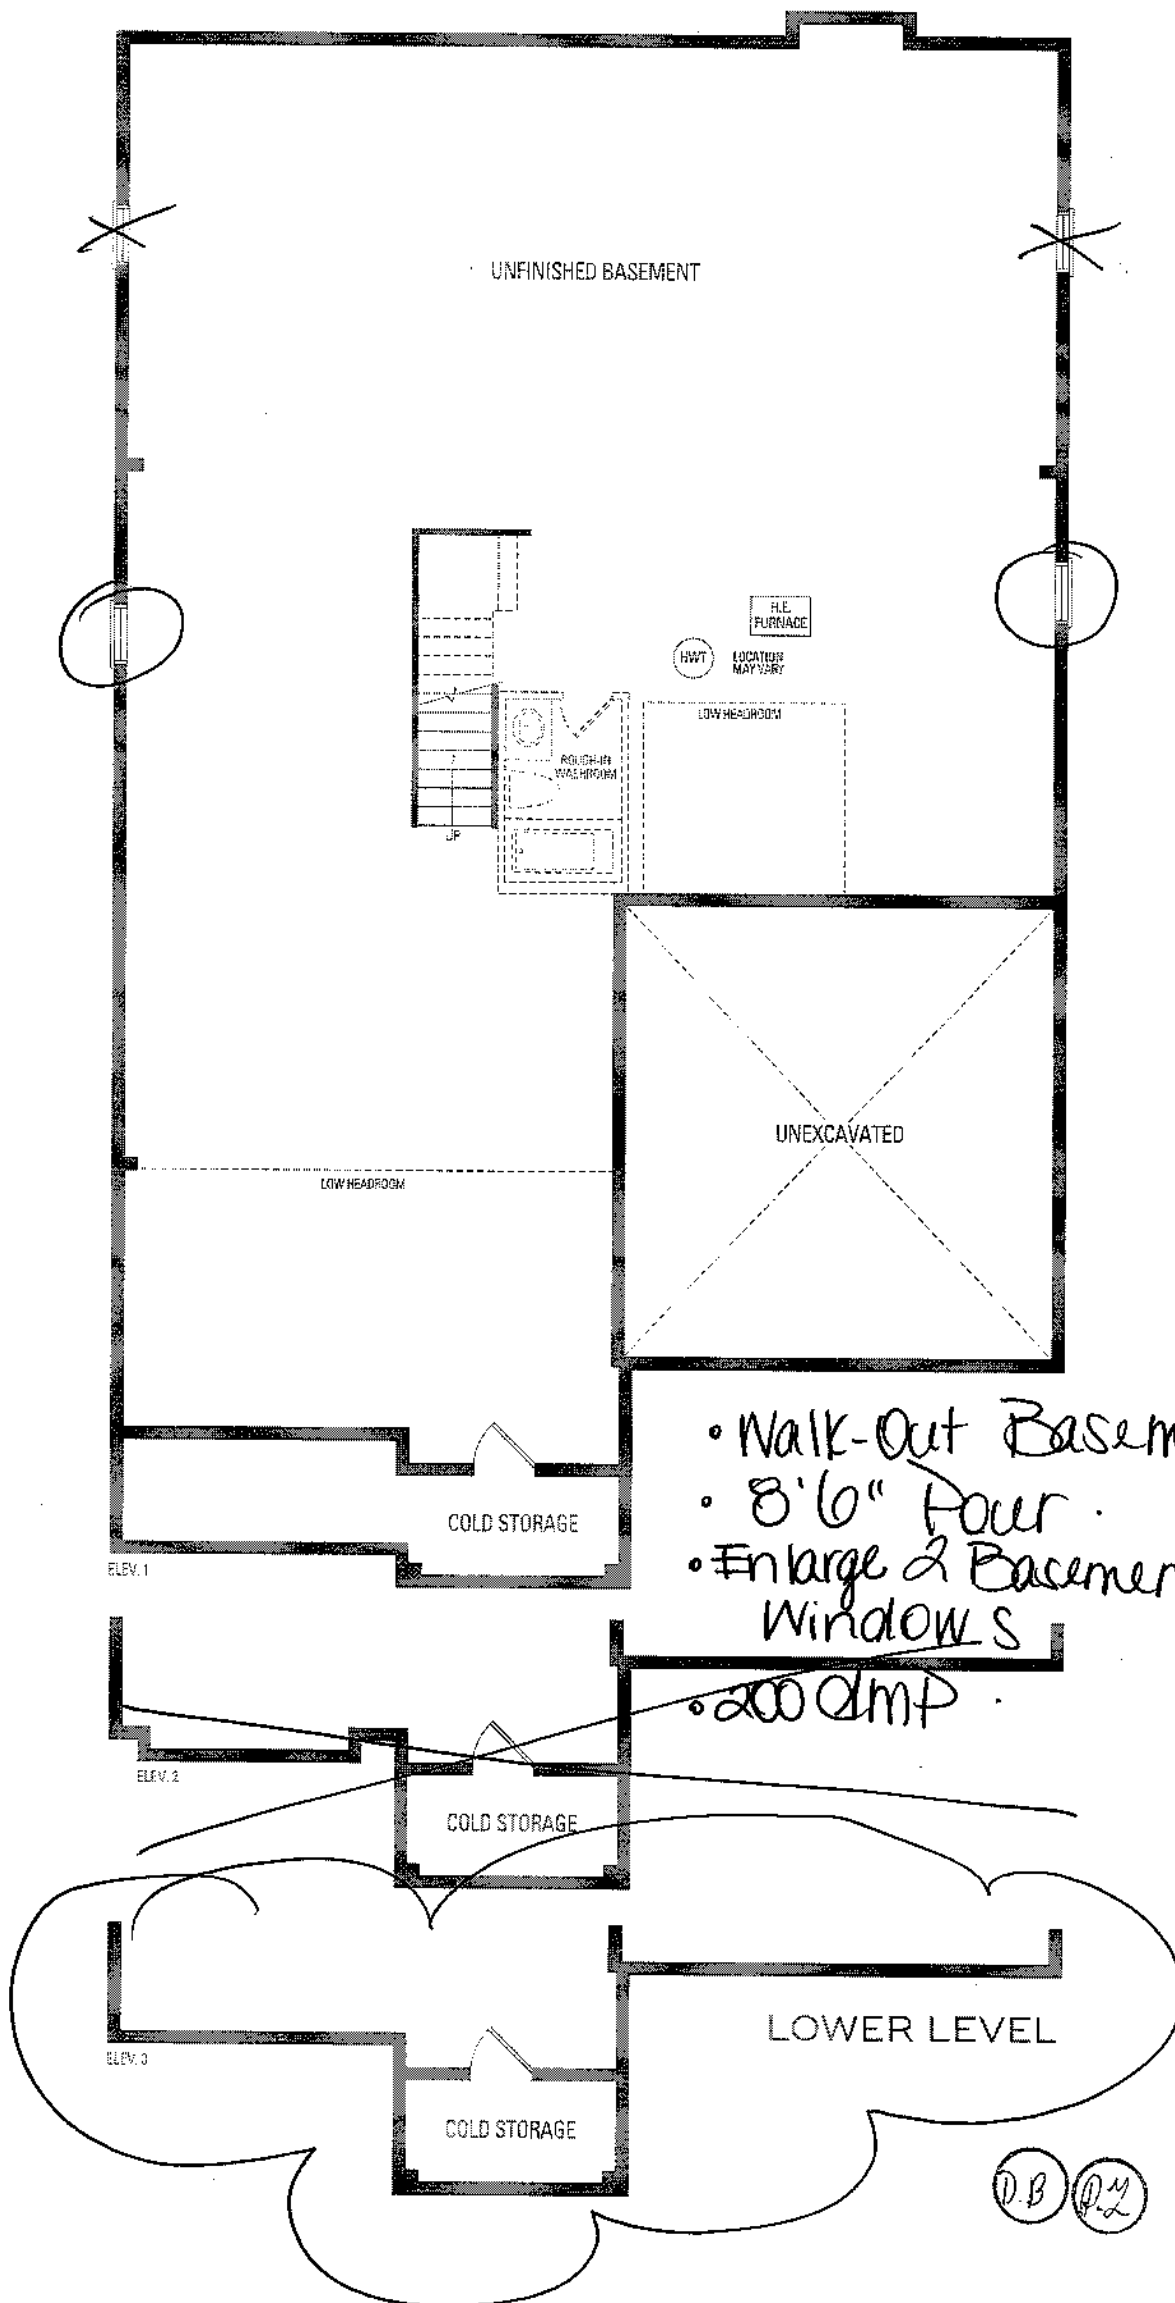 UNFINISHED BASEMENT
H.E.
FURNACE
HWT
LOCATION
MAY VARY
LOW HEADROOM
ROUGH-IN
WASHROOM
UP
UNEXCAVATED
LOW HEADROOM
• Walk-Out Basem
• 8'6" Pour.
COLD STORAGE
ELEV. 1
• Enlarge 2 Basemen
Windows
• 200 amp.
ELEV. 2
COLD STORAGE
LOWER LEVEL
ELEV. 3
COLD STORAGE
D.B